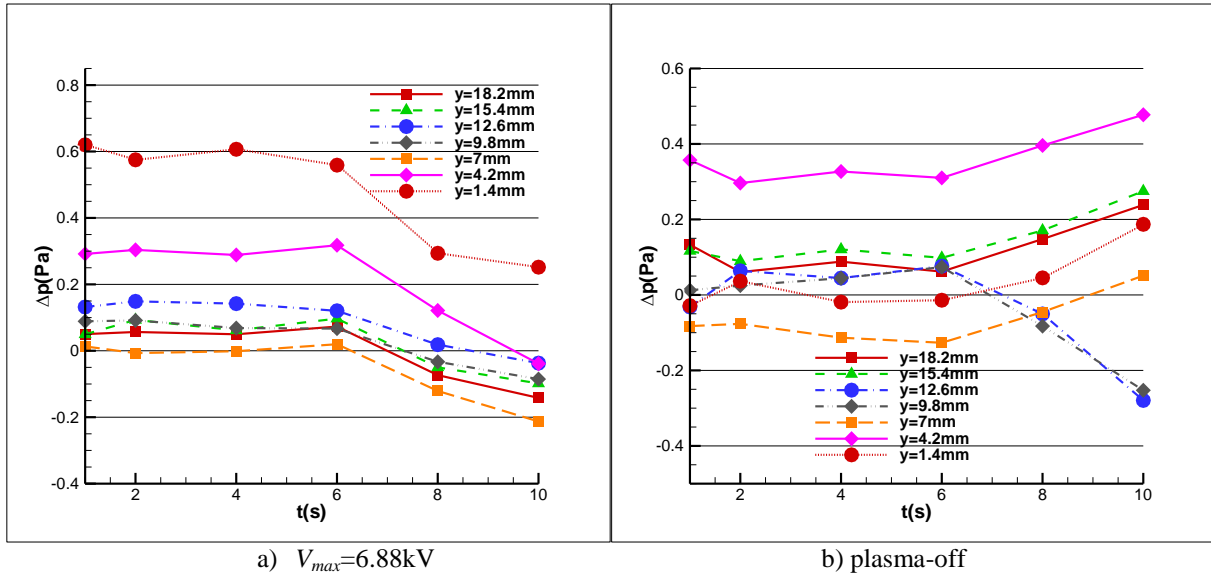 0.8
0.6
0.4
0.2
0
-0.2
-0.4
Δp(Pa)
2
4
6
8
10
t(s)
y=18.2mm
y=15.4mm
y=12.6mm
y=9.8mm
y=7mm
y=4.2mm
y=1.4mm
a) Vmax=6.88kV
0.6
0.4
0.2
0
-0.2
-0.4
Δp(Pa)
2
4
6
8
10
t(s)
y=18.2mm
y=15.4mm
y=12.6mm
y=9.8mm
y=7mm
y=4.2mm
y=1.4mm
b) plasma-off